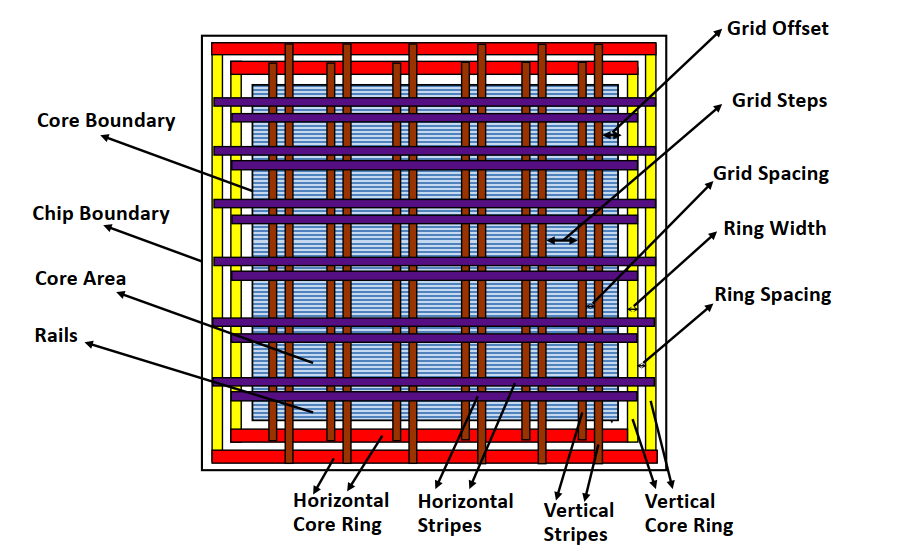 Grid Offset
Grid Steps
Core Boundary
Grid Spacing
Chip Boundary
Ring Width
Core Area
Ring Spacing
Rails
Horizontal
Core Ring
Horizontal
Stripes
Vertical
Stripes
Vertical
Core Ring